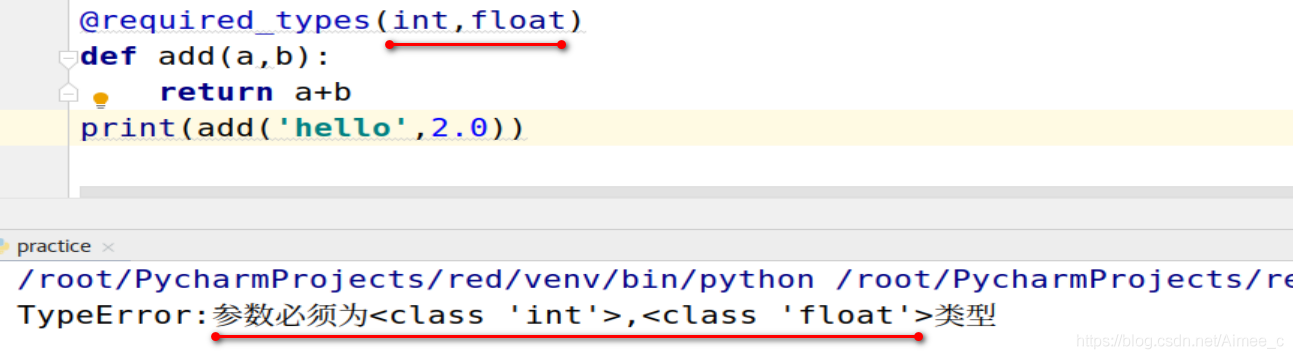 @required_types(int,float)
def add(a,b):
    return a+b
print(add('hello',2.0))
practice
/root/PycharmProjects/red/venv/bin/python /root/PycharmProjects/re
TypeError:参数必须为<class 'int'>,<class 'float'>类型
https://blog.csdn.net/Aimee_c